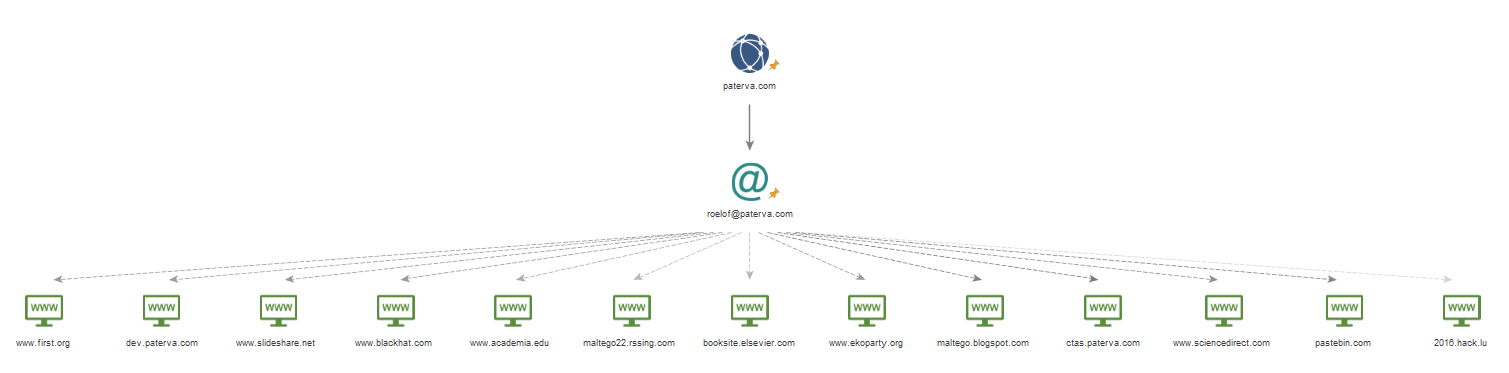 paterva.com
@
roelof@paterva.com
WWW WWW WWW WWW WWW WWW WWW WWW WWW WWW WWW WWW WWW
www.first.org dev.paterva.com www.slideshare.net www.blackhat.com www.academia.edu maltego22.rssing.com booksite.elsevier.com www.ekoparty.org maltego.blogspot.com ctas.paterva.com www.sciencedirect.com pastebin.com 2016.hack.lu